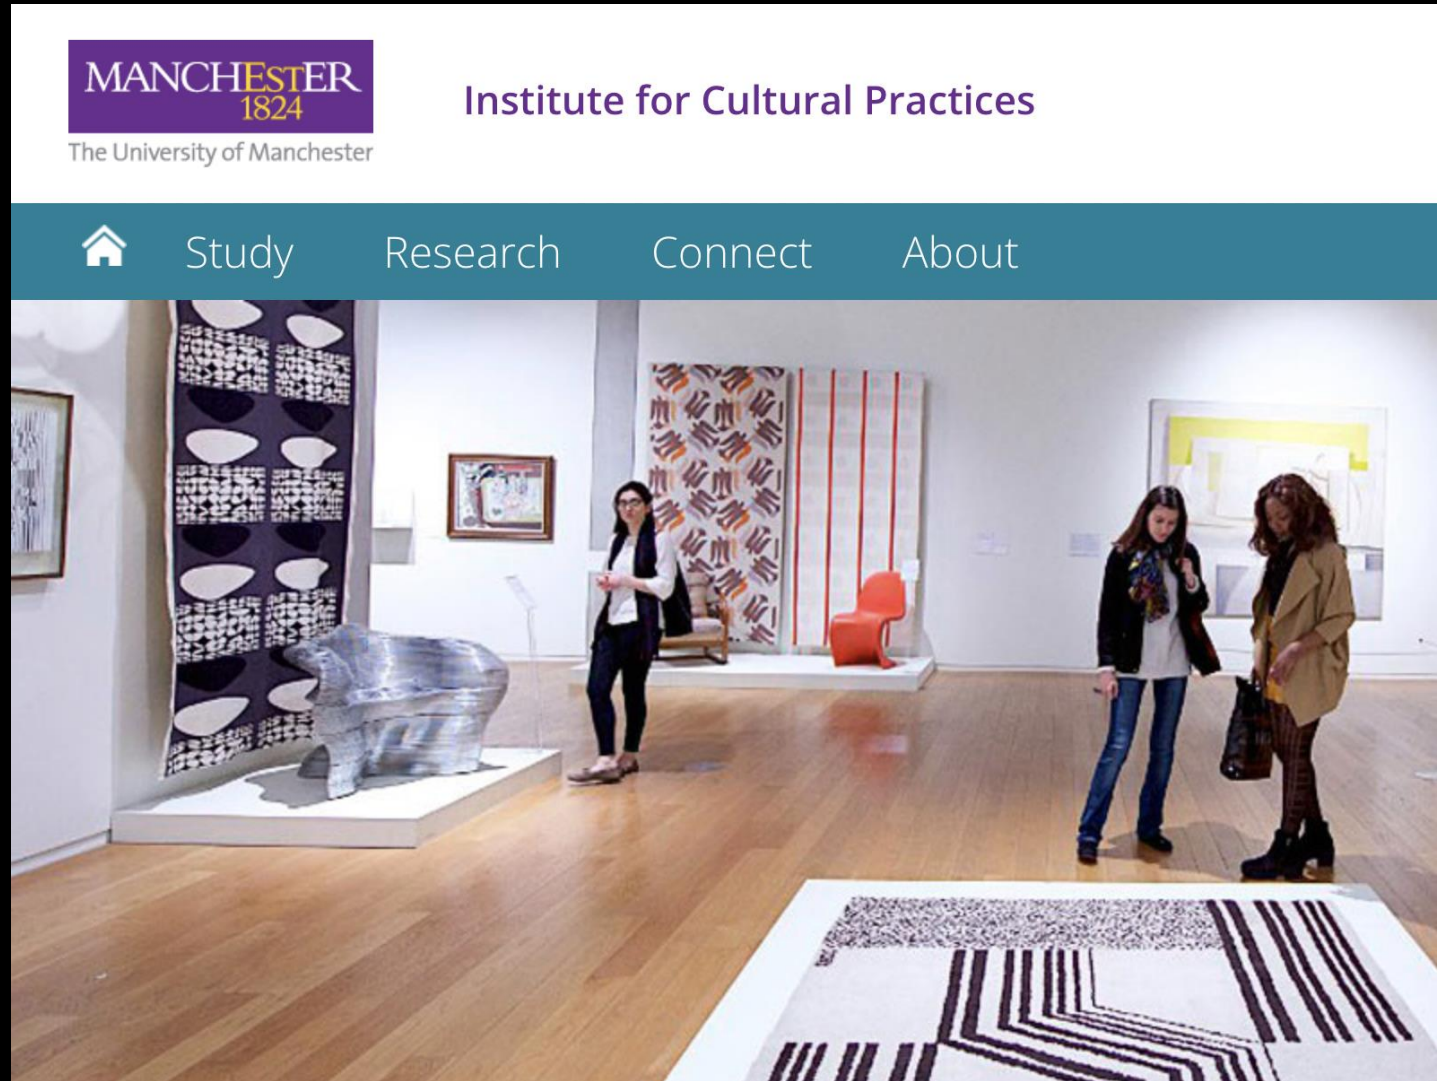 MANCHEStER
1824
The University of Manchester
Institute for Cultural Practices
Study Research Connect About